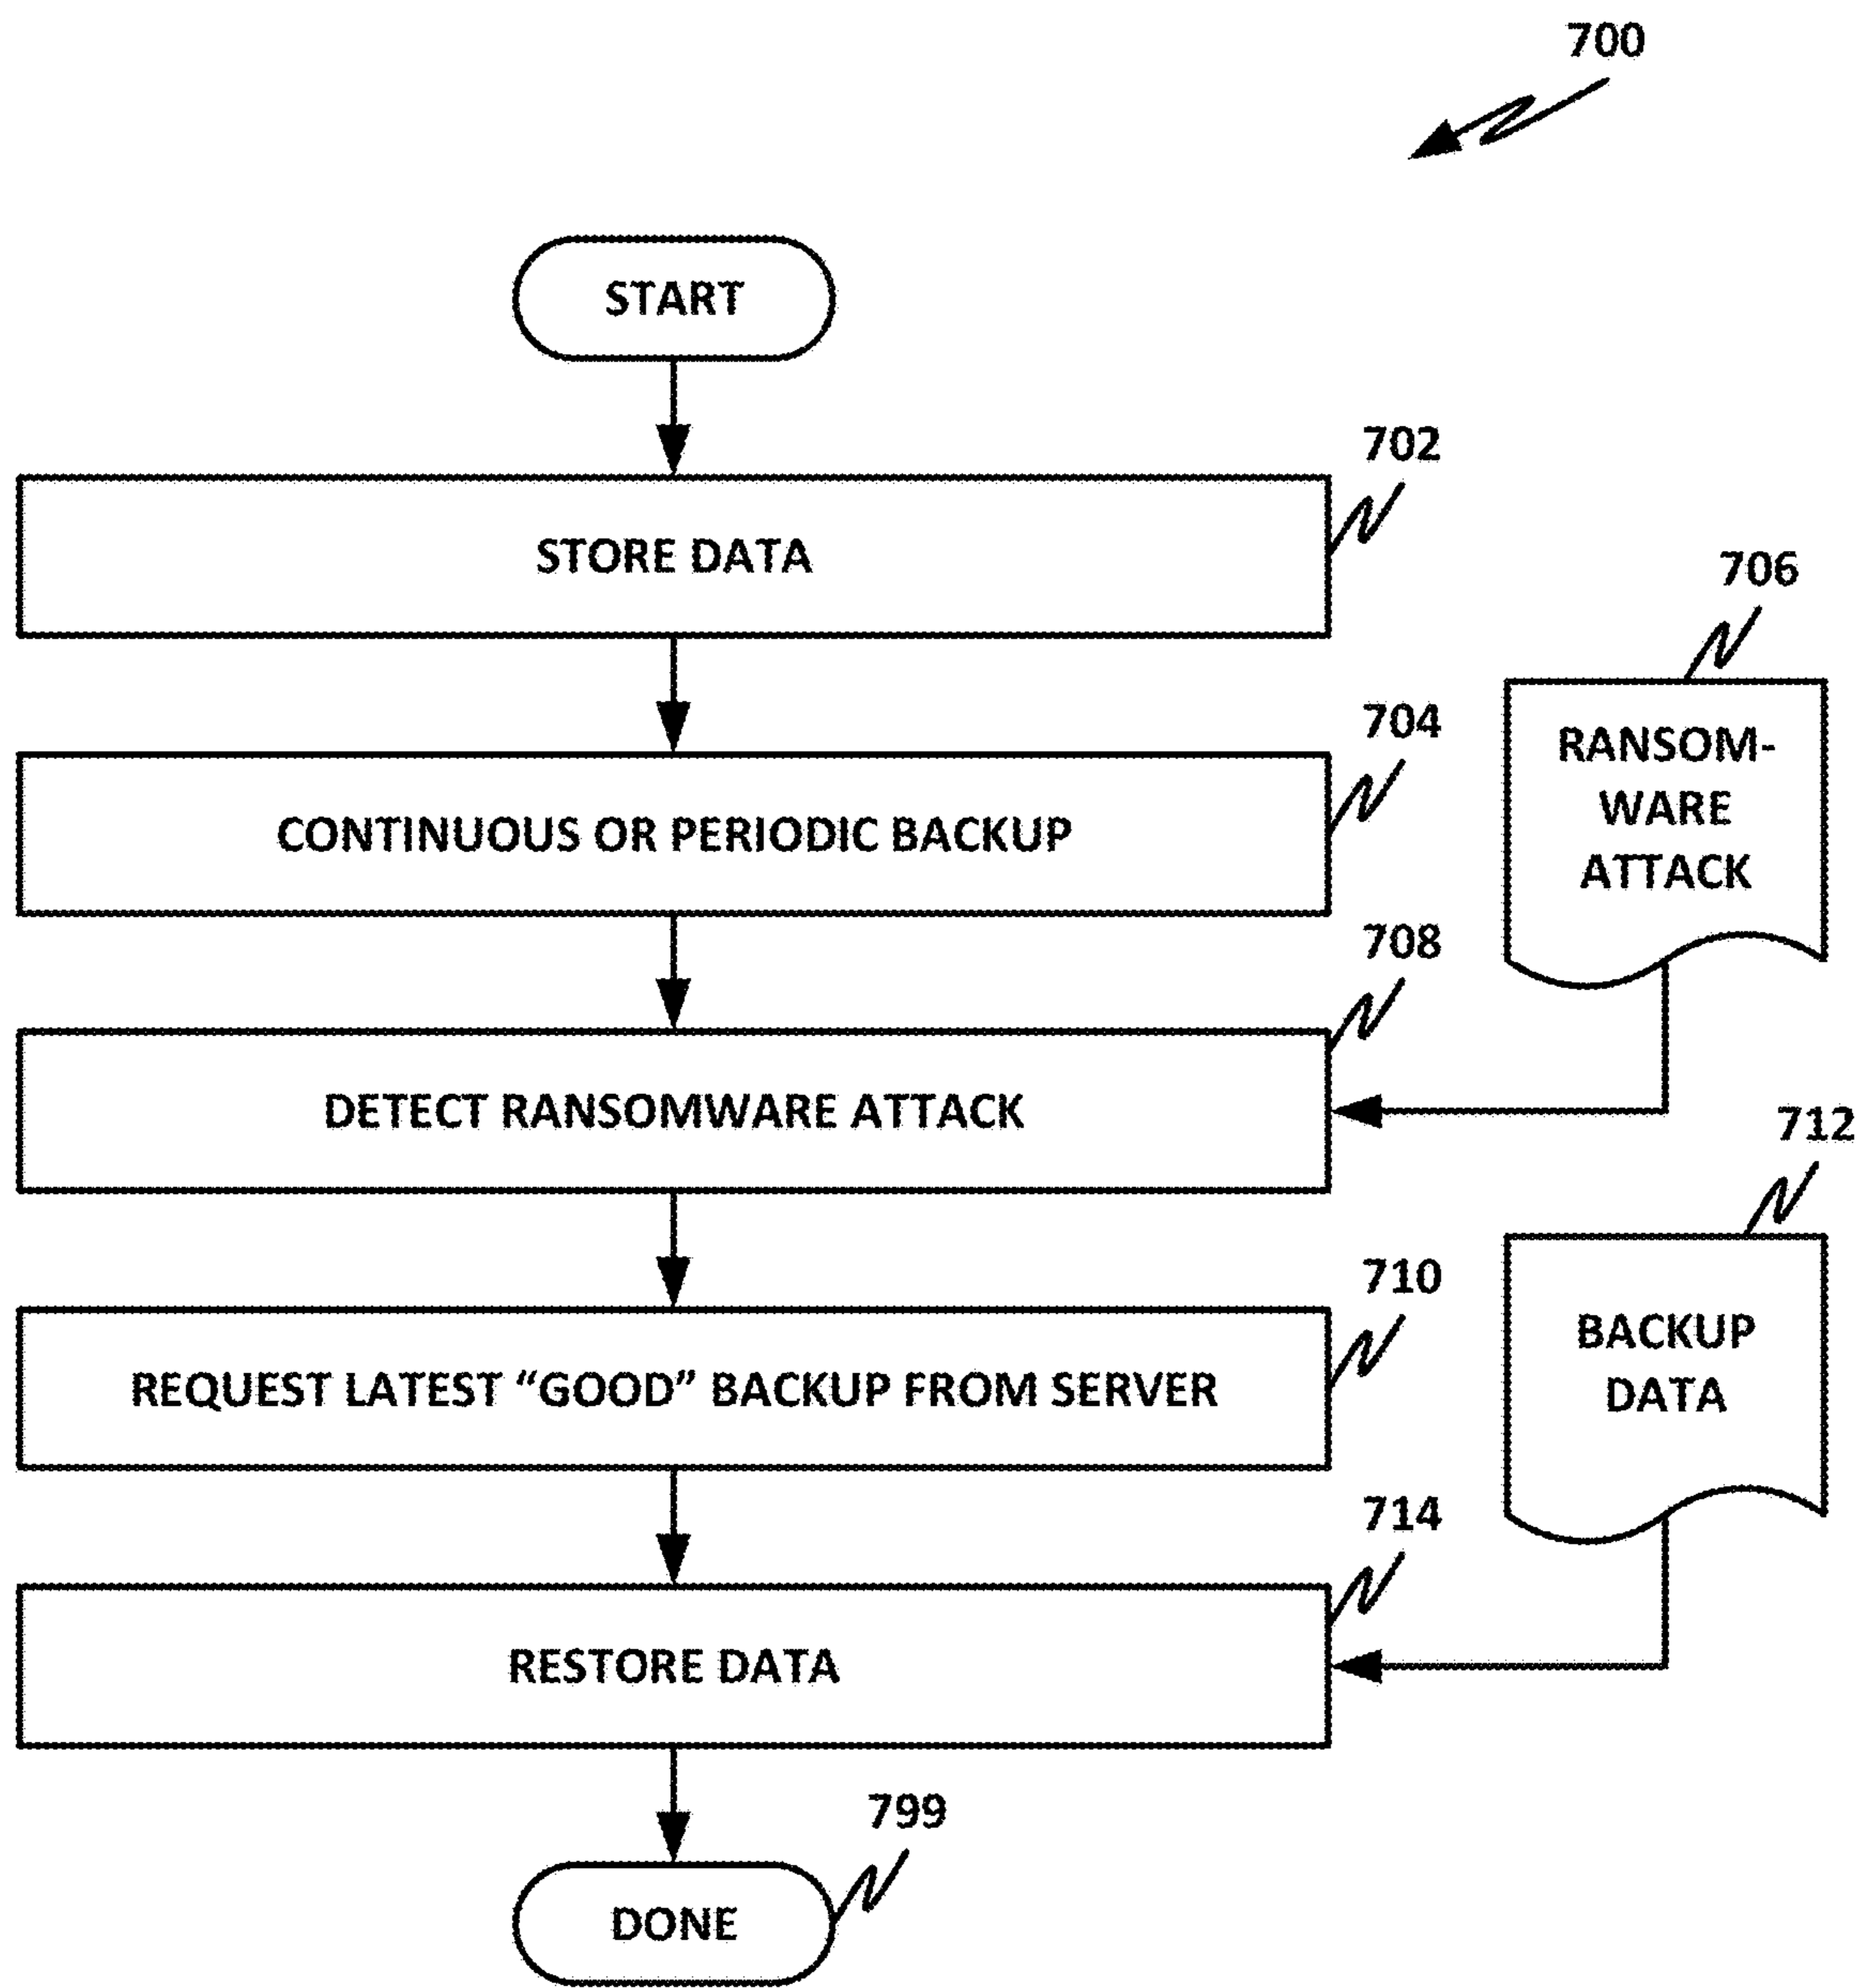 700
START
702
STORE DATA
706
RANSOM-
WARE
ATTACK
704
CONTINUOUS OR PERIODIC BACKUP
708
DETECT RANSOMWARE ATTACK
712
BACKUP
DATA
710
REQUEST LATEST “GOOD” BACKUP FROM SERVER
714
RESTORE DATA
799
DONE